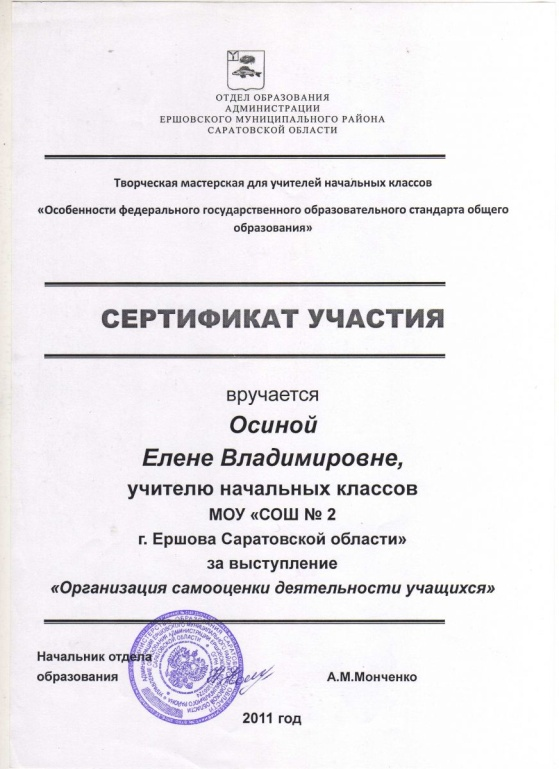 ОТДЕЛ ОБРАЗОВАНИЯ
АДМИНИСТРАЦИИ
ЕРШОВСКОГО МУНИЦИПАЛЬНОГО РАЙОНА
САРАТОВСКОЙ ОБЛАСТИ
Творческая мастерская для учителей начальных классов
«Особенности федерального государственного образовательного стандарта общего
образования»
СЕРТИФИКАТ УЧАСТИЯ
вручается
Осиной
Елене Владимировне,
учителю начальных классов
МОУ «СОШ № 2
г. Ершова Саратовской области»
за выступление
«Организация самооценки деятельности учащихся»
Начальник отдела
образования А.М.Монченко
2011 год